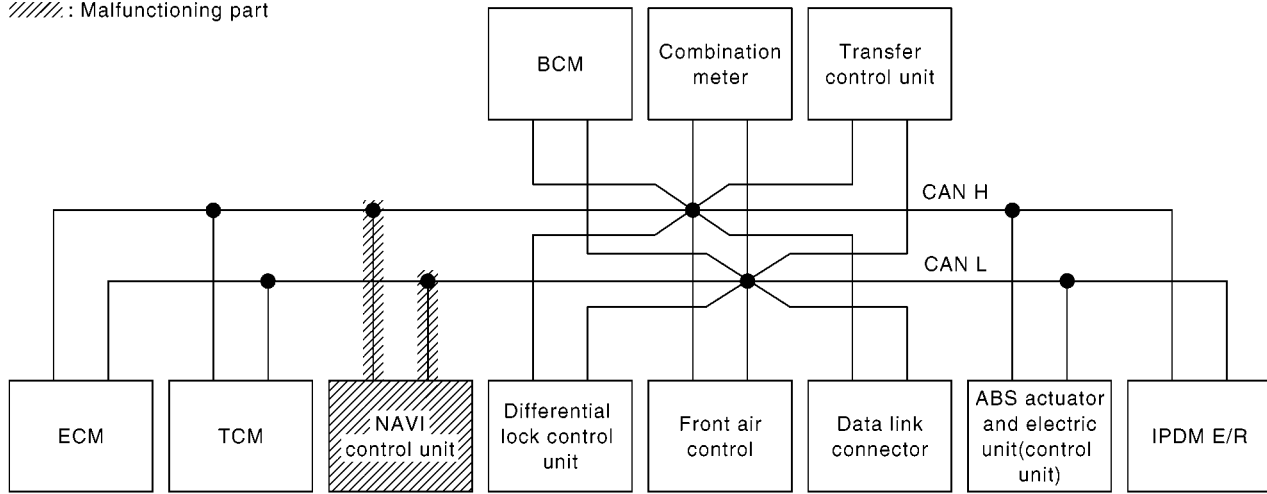 : Malfunctioning part
BCM
Combination
meter
Transfer
control unit
CAN H
CAN L
ECM
TCM
NAVI
control unit
Differential
lock control
unit
Front air
control
Data link
connector
ABS actuator
and electric
unit(control
unit)
IPDM E/R